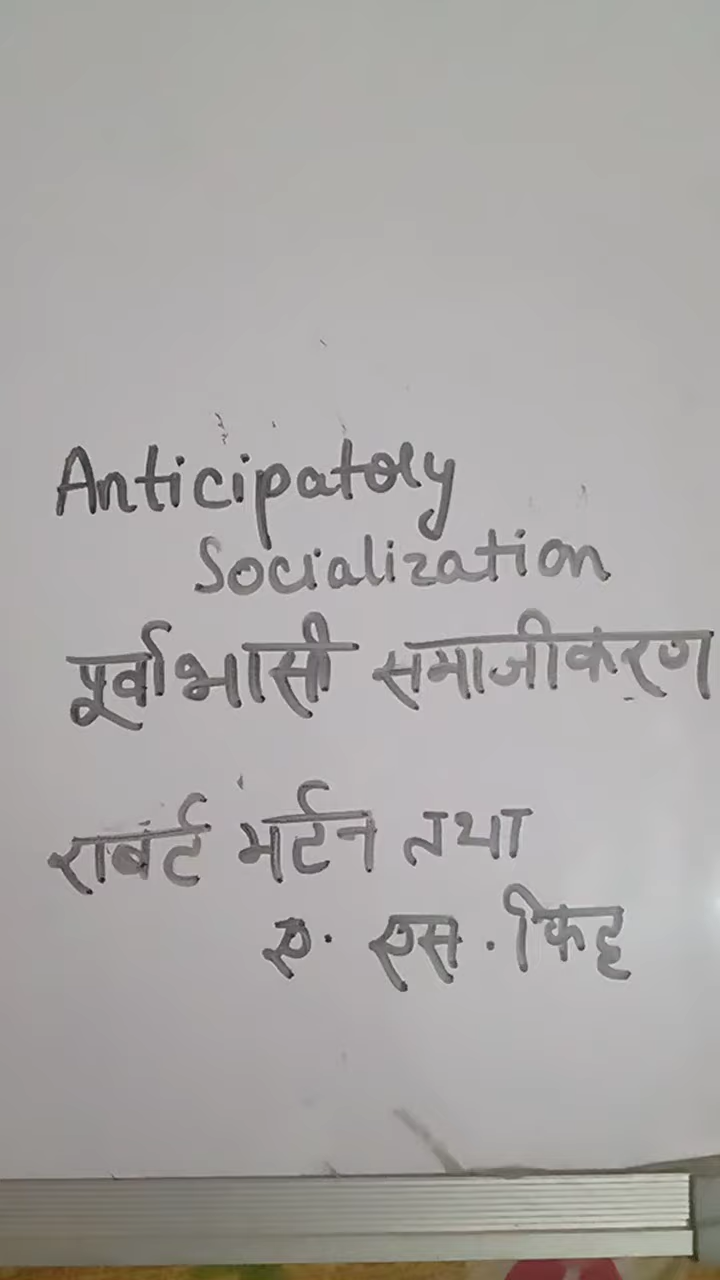 Anticipatory
Socialization
पूर्वाभासी समाजीकरण
राबर्ट मर्टन तथा
ए. एस. किट्ट